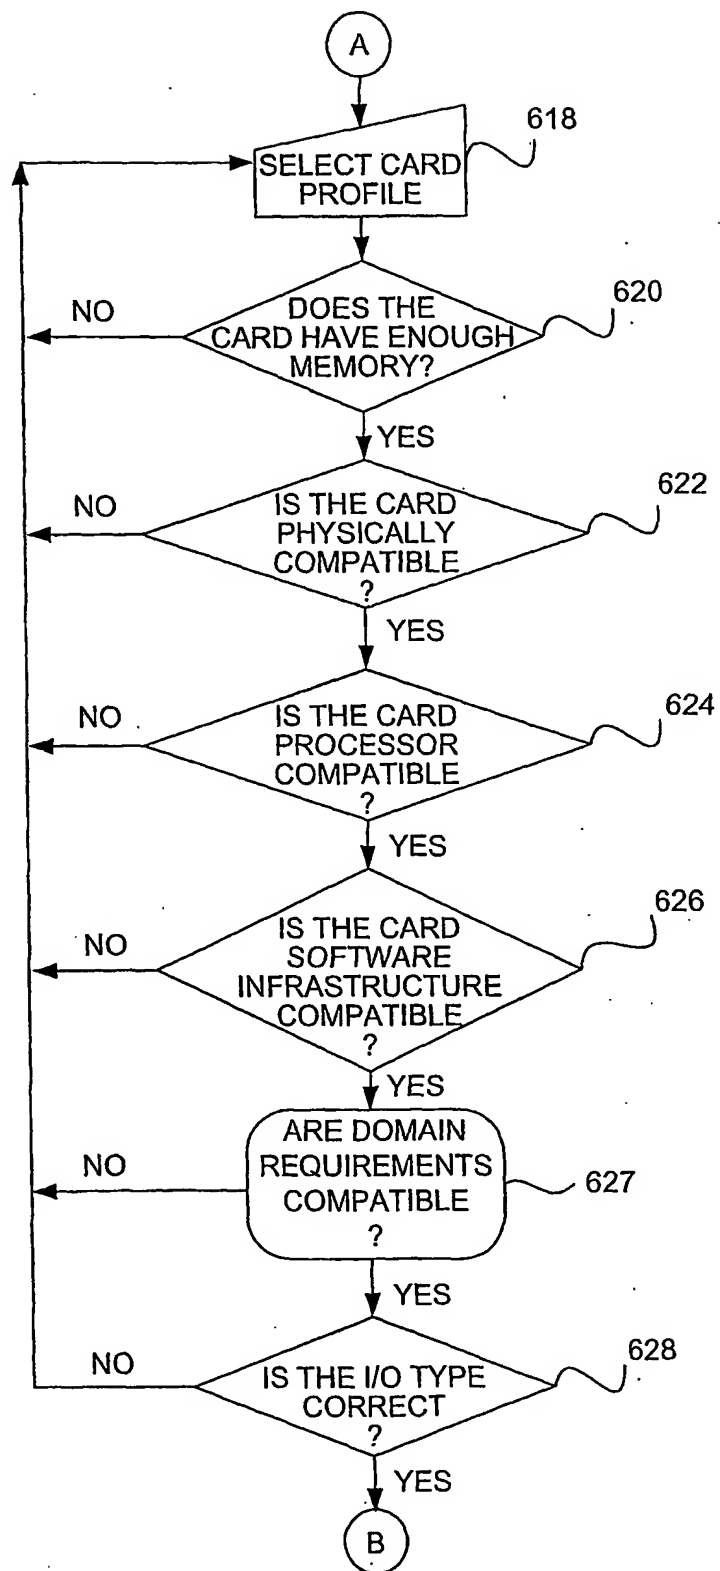 A
618
SELECT CARD
PROFILE
620
DOES THE
CARD HAVE ENOUGH
MEMORY?
NO
YES
622
IS THE CARD
PHYSICALLY
COMPATIBLE
?
NO
YES
624
IS THE CARD
PROCESSOR
COMPATIBLE
?
NO
YES
626
IS THE CARD
SOFTWARE
INFRASTRUCTURE
COMPATIBLE
?
NO
YES
ARE DOMAIN
REQUIREMENTS
COMPATIBLE
?
NO
627
YES
628
IS THE I/O TYPE
CORRECT
?
NO
YES
B